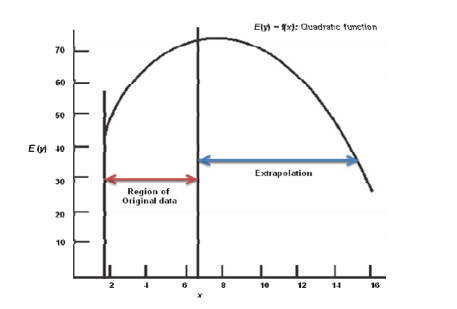 E(y) = f(x): Quadratic function
70
60
50
E (y) 40
30
20
10
Extrapolation
Region of
Original data
2 4 6 8 10 12 14 16
x